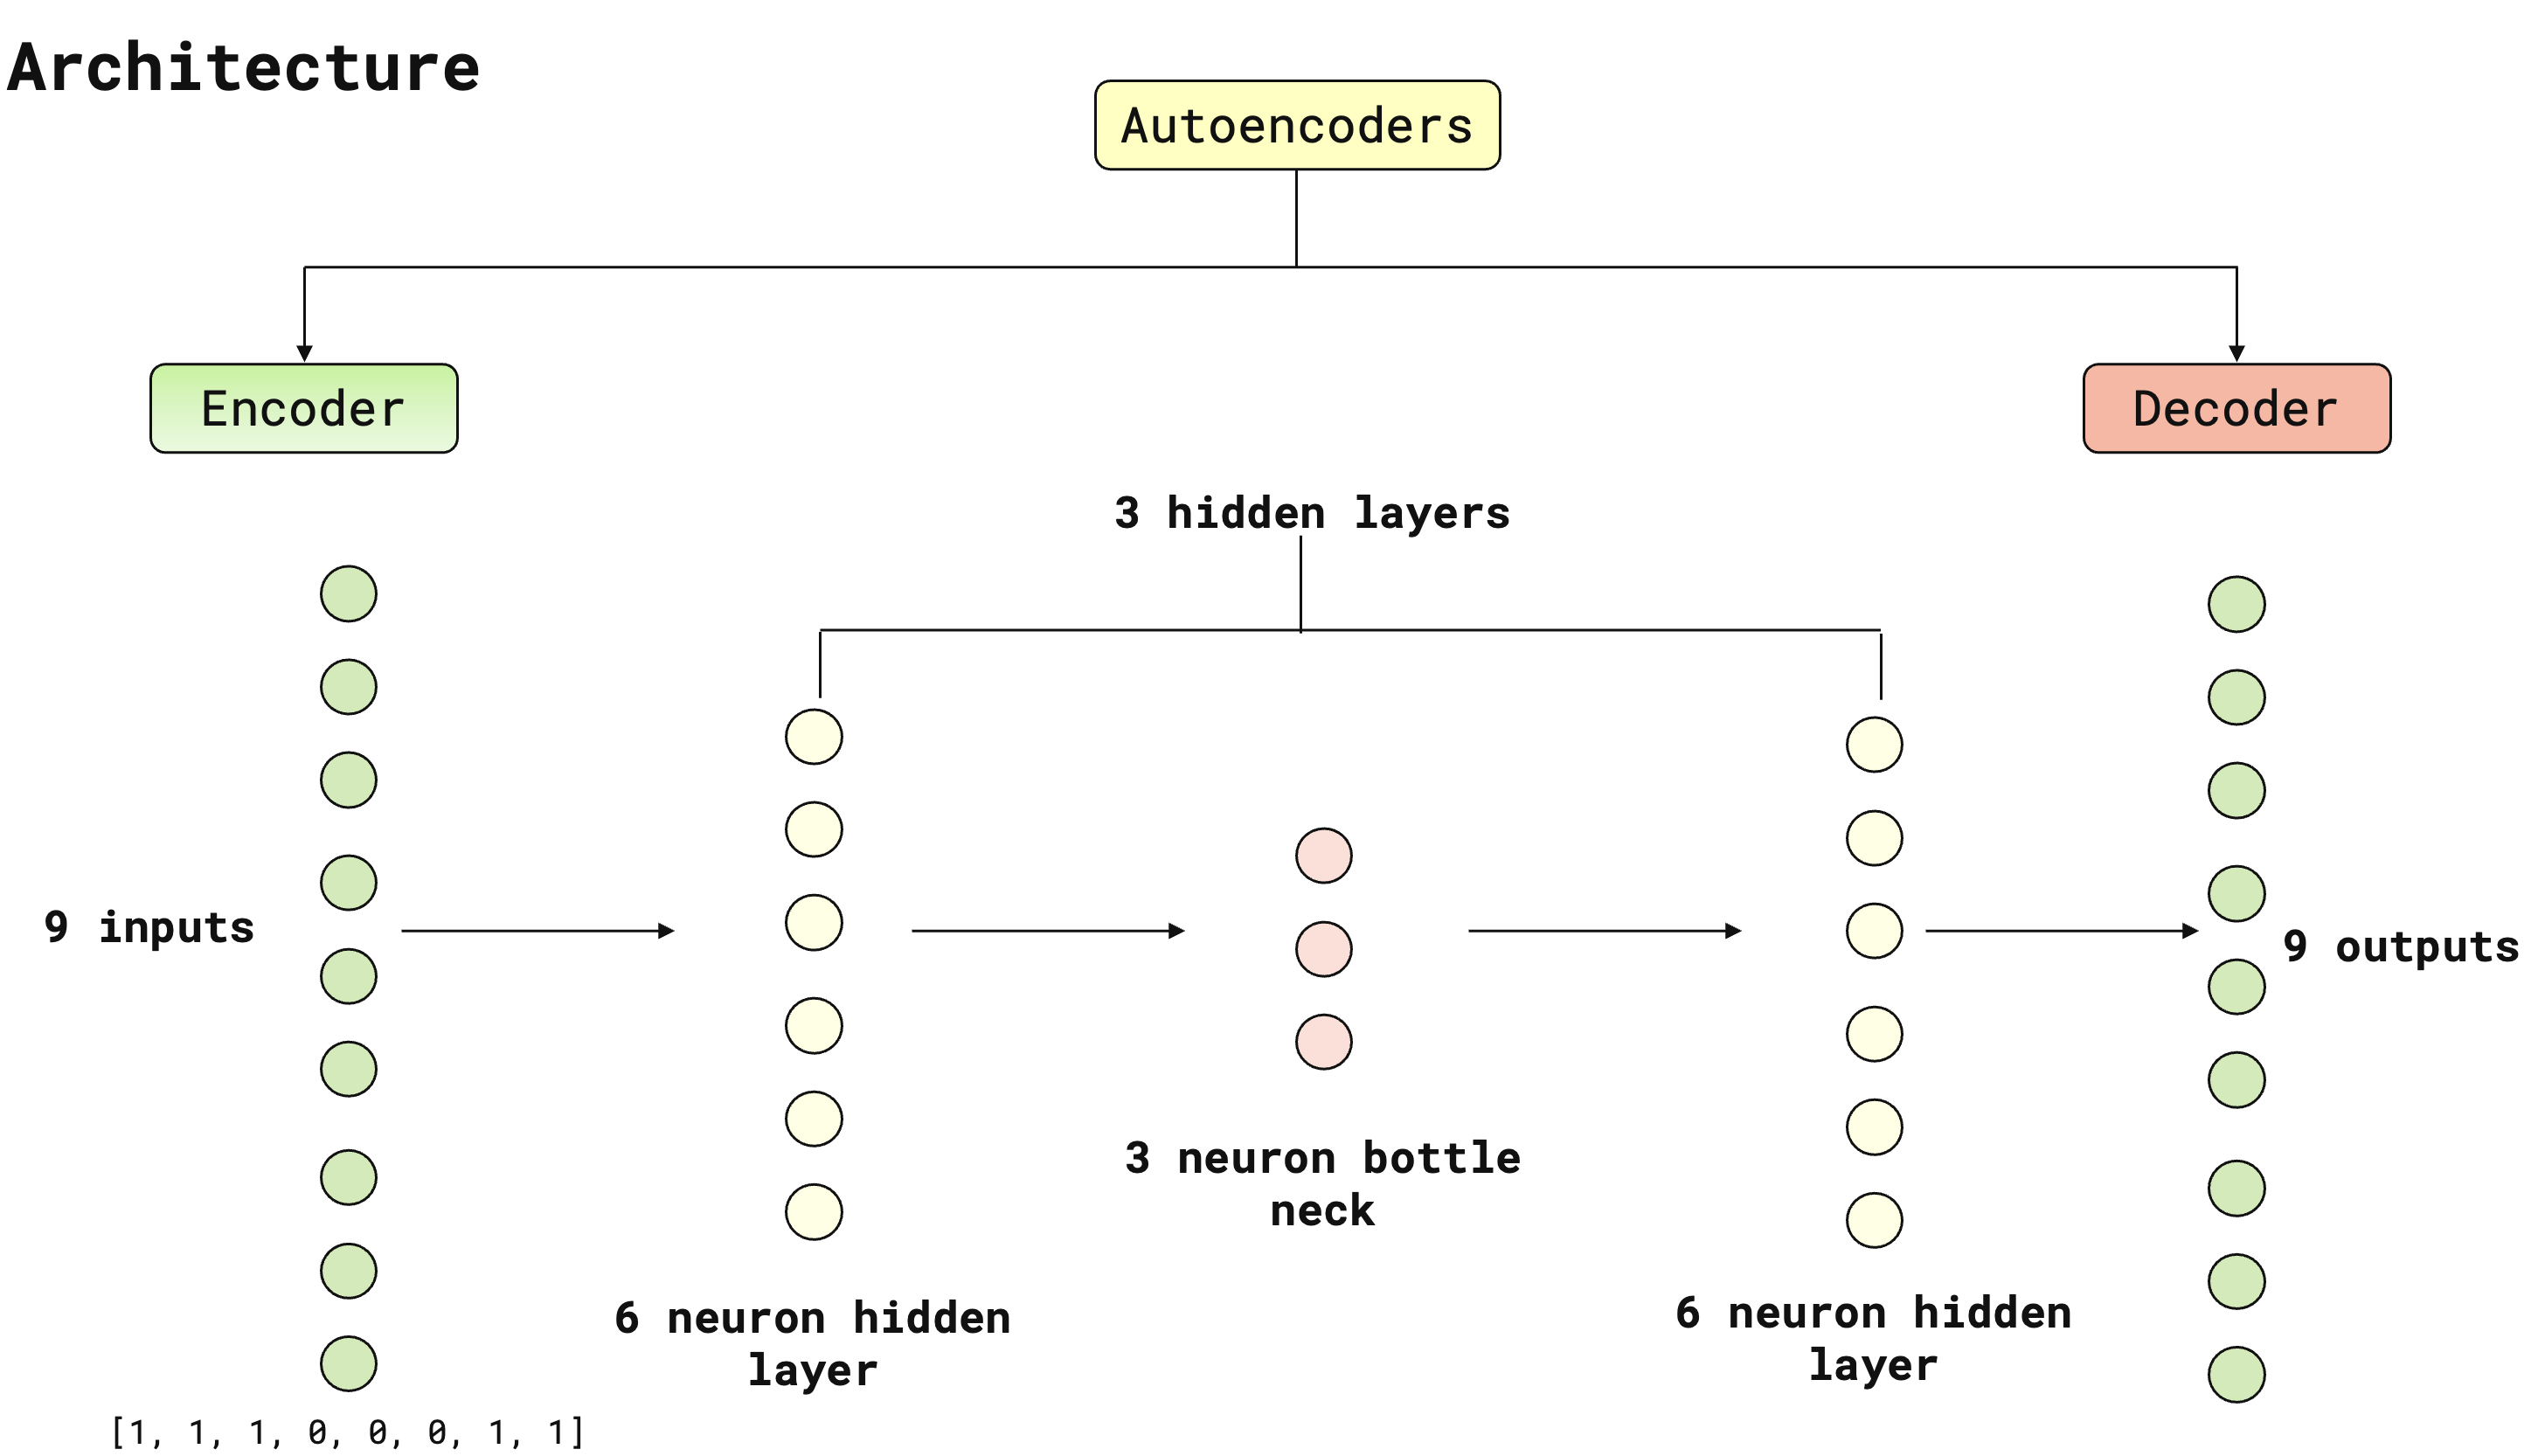 Architecture
Autoencoders
Encoder
Decoder
3 hidden layers
9 inputs
9 outputs
3 neuron bottle
neck
6 neuron hidden
layer
6 neuron hidden
layer
[1, 1, 1, 0, 0, 0, 1, 1]